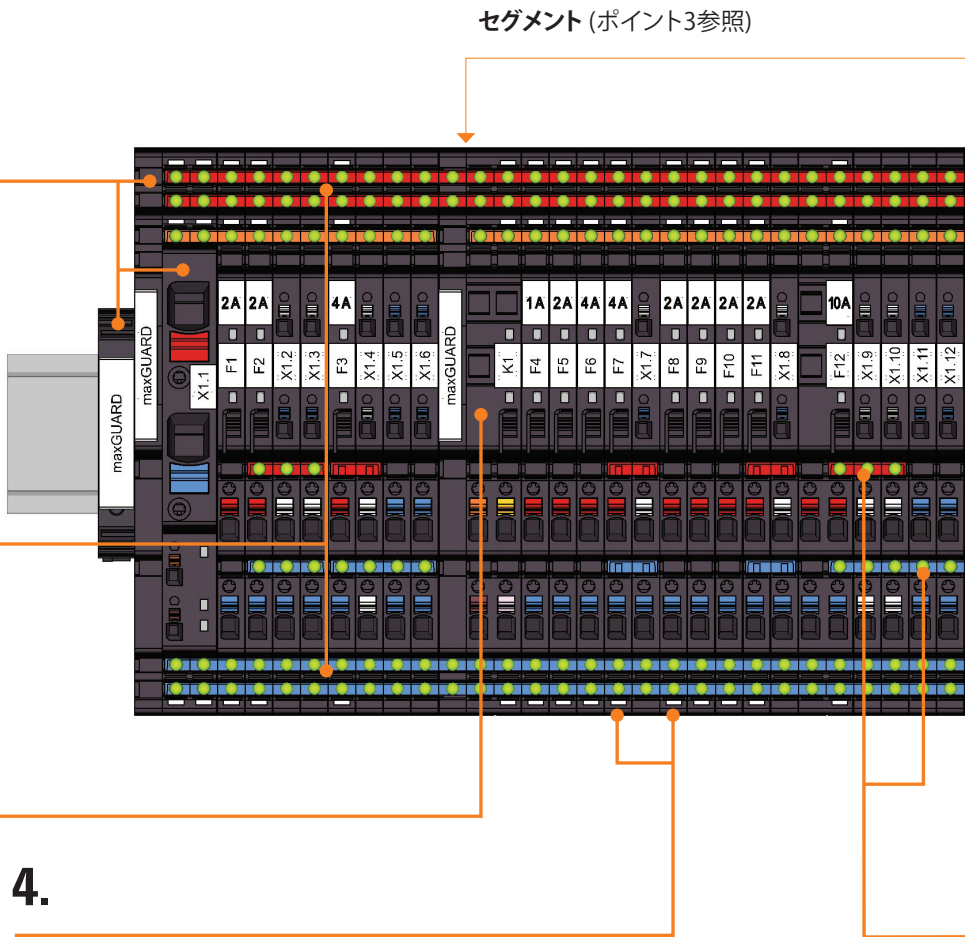 セグメント (ポイント3参照)
2A 2A 4A 1A 2A 4A 4A 2A 2A 2A 2A 10A
maxGUARD
maxGUARD
maxGUARD
X1.1
F1
F2
X1.2
X1.3
F3
X1.4
X1.5
X1.6
K1
F4
F5
F6
F7
X1.7
F8
F9
F10
F11
X1.8
F12
X1.9
X1.10
X1.11
X1.12
4.